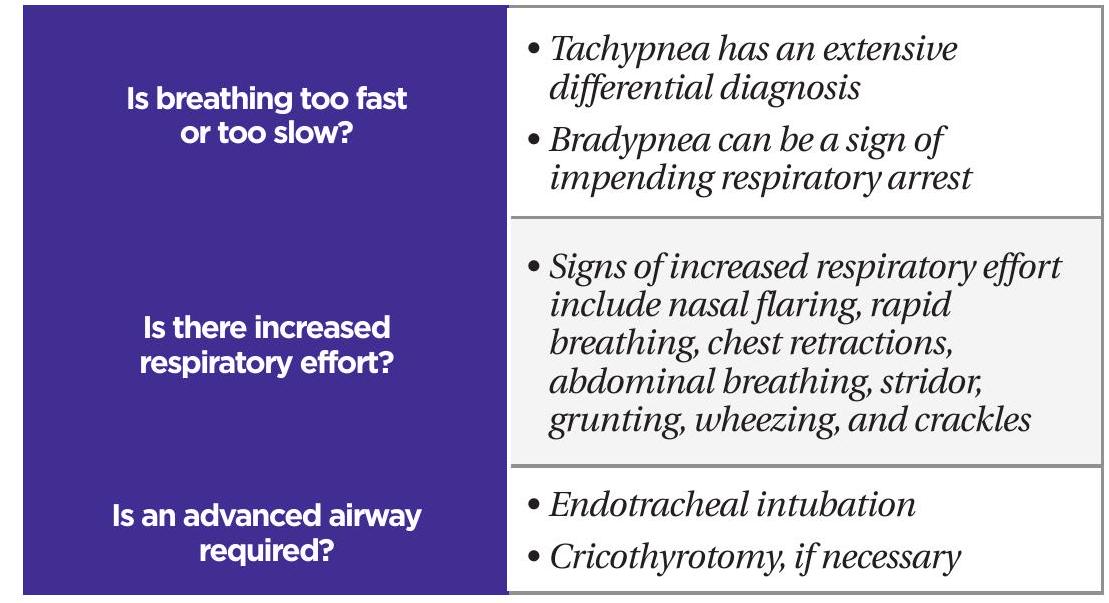 Is breathing too fast
or too slow?
• Tachypnea has an extensive
differential diagnosis
• Bradypnea can be a sign of
impending respiratory arrest
Is there increased
respiratory effort?
• Signs of increased respiratory effort
include nasal flaring, rapid
breathing, chest retractions,
abdominal breathing, stridor,
grunting, wheezing, and crackles
Is an advanced airway
required?
• Endotracheal intubation
• Cricothyrotomy, if necessary